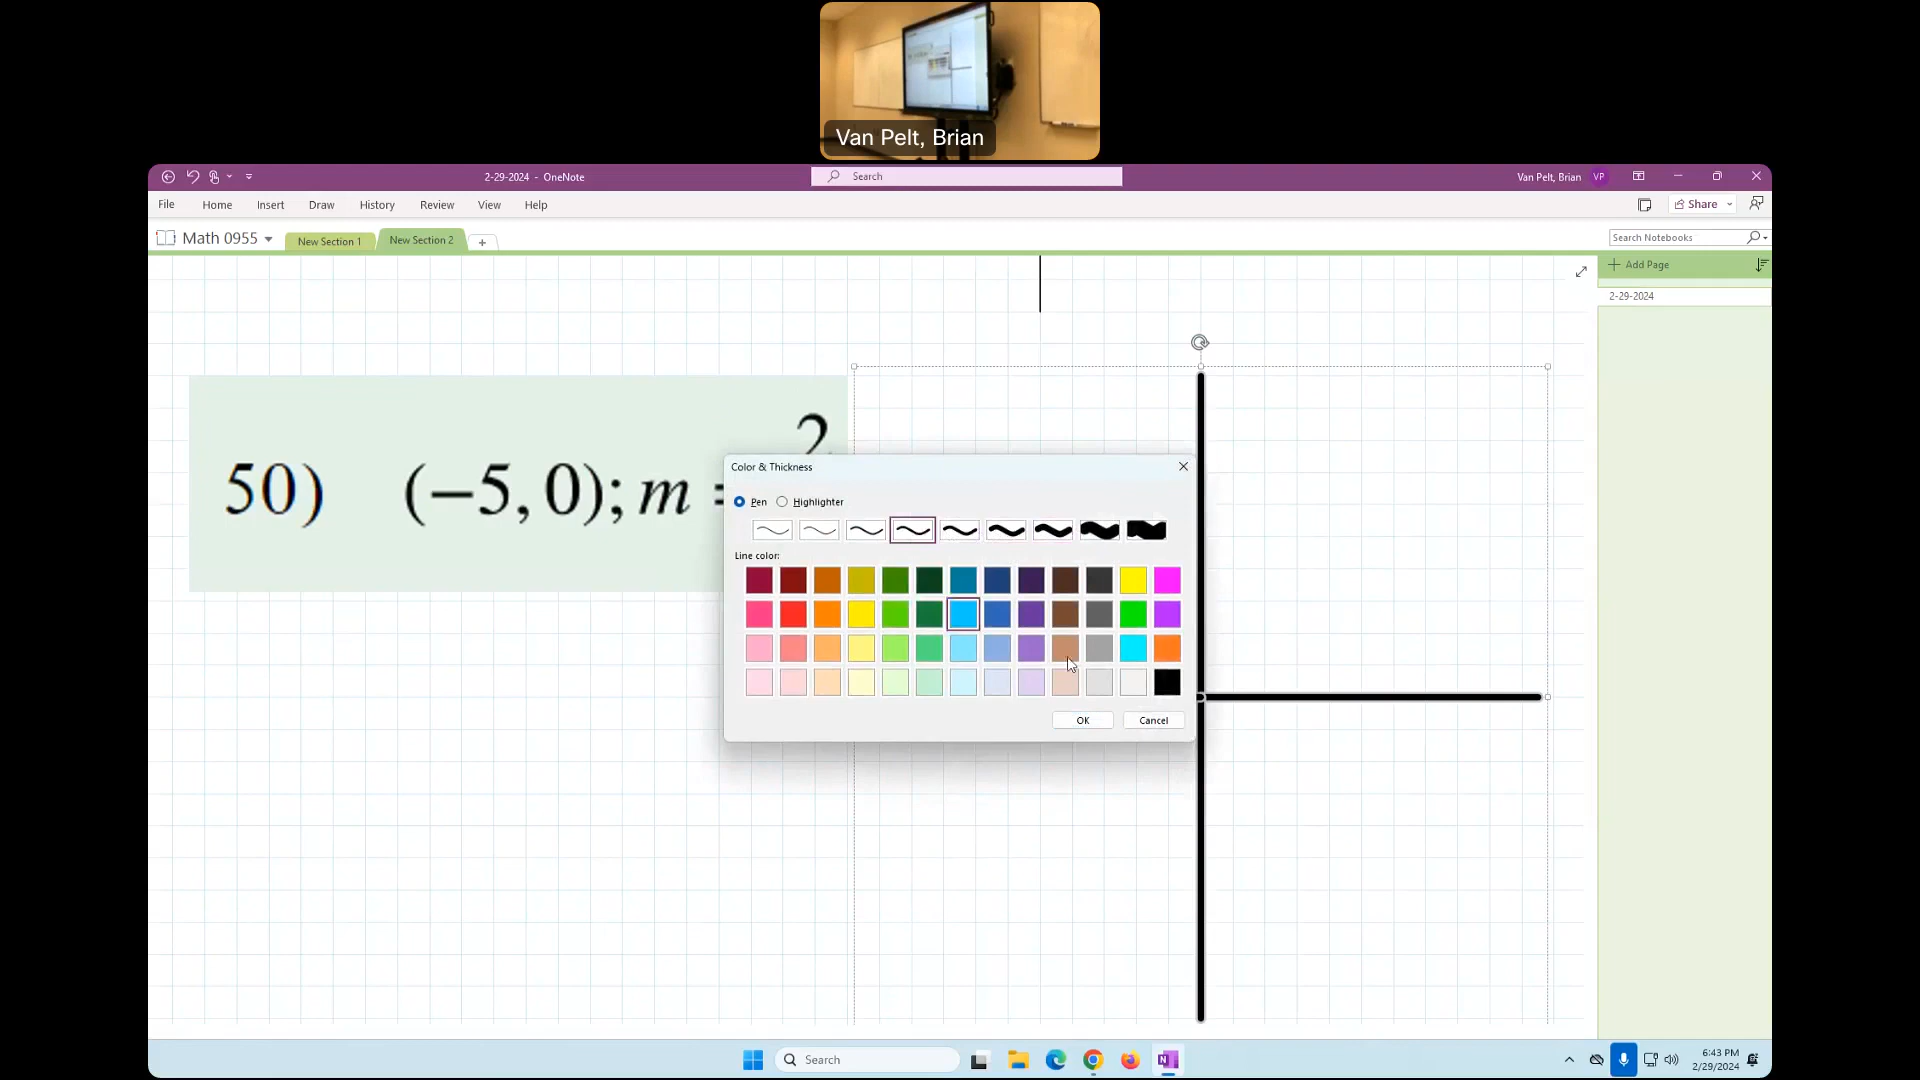 Van Pelt, Brian
2-29-2024 - OneNote
Search
Van Pelt, Brian VP
File Home Insert Draw History Review View Help
Share
Math 0955 New Section 1 New Section 2 +
Search Notebooks
Add Page
2-29-2024
50) (−5, 0); m =
2
Color & Thickness
Pen Highlighter
Line color:
OK Cancel
Search
6:43 PM
2/29/2024